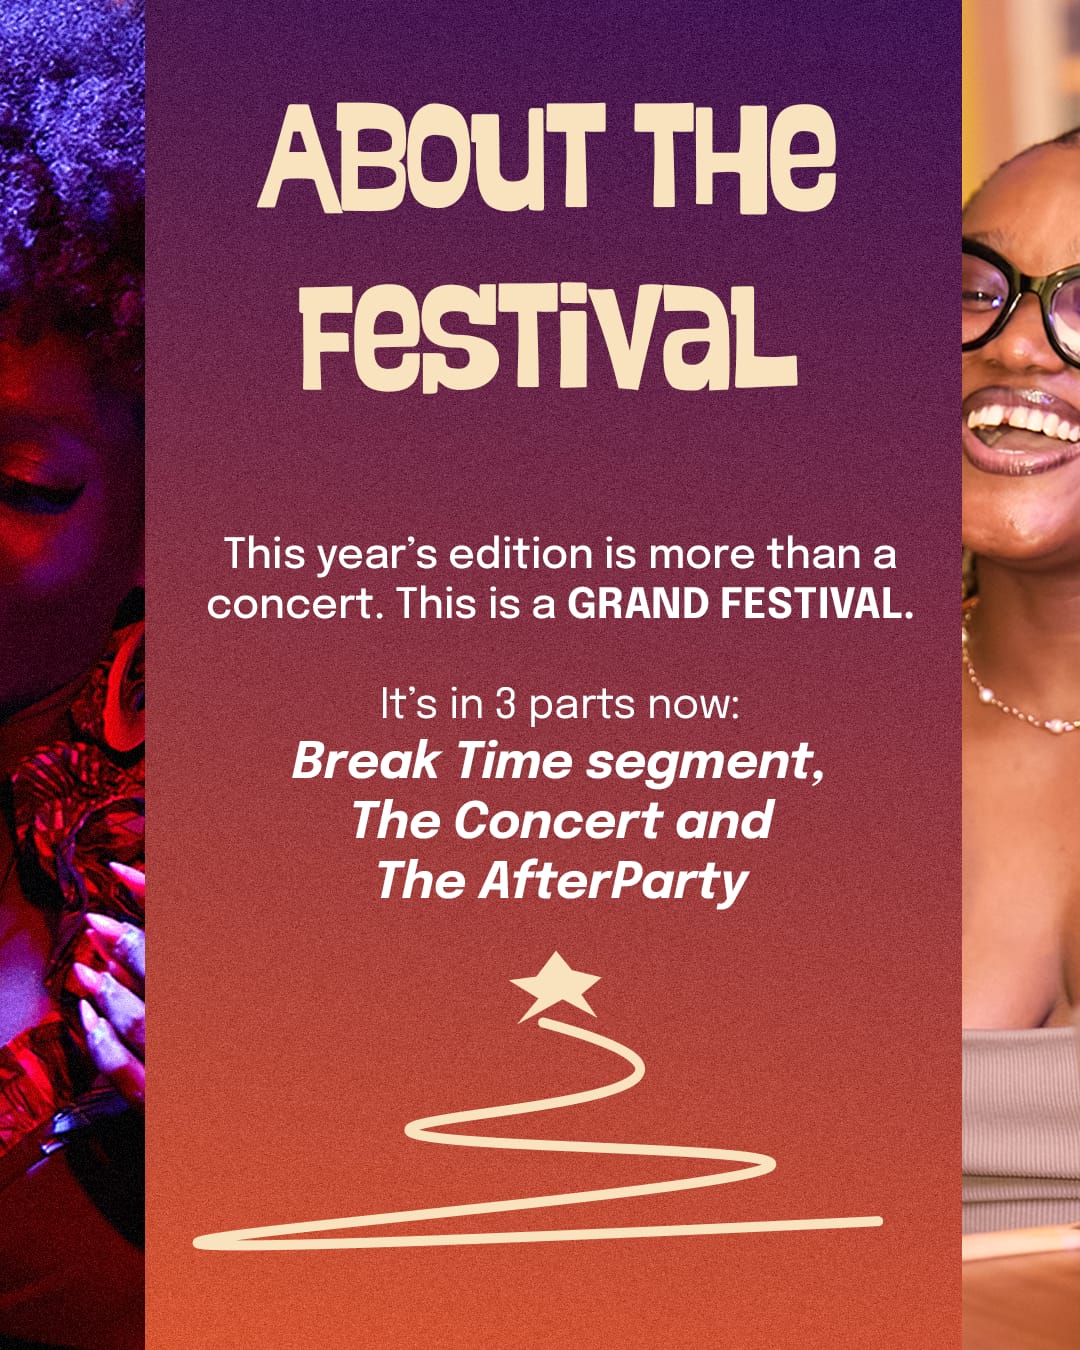 ABOUT THE
FESTIVAL
This year’s edition is more than a
concert. This is a GRAND FESTIVAL.
It’s in 3 parts now:
Break Time segment,
The Concert and
The AfterParty